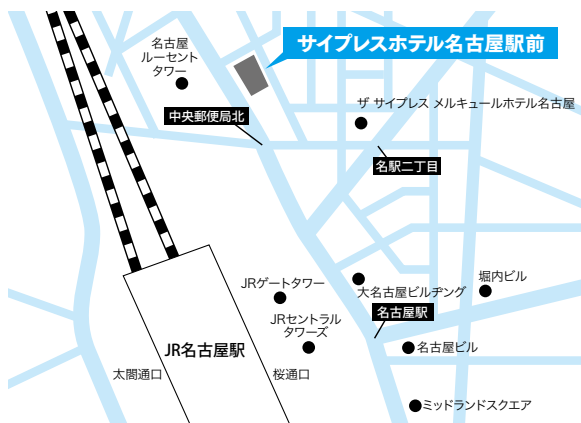 サイプレスホテル名古屋駅前
名古屋
ルーセント
タワー
ザ サイプレス メルキュールホテル名古屋
中央郵便局北
名駅二丁目
JRゲートタワー
大名古屋ビルヂング
堀内ビル
名古屋駅
JRセントラル
タワーズ
名古屋ビル
JR名古屋駅
太閤通口
桜通口
ミッドランドスクエア